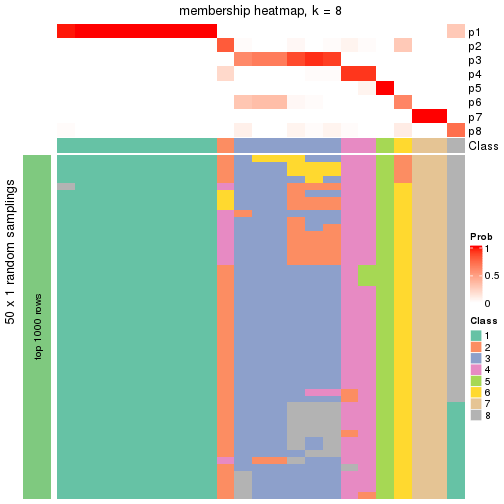 membership heatmap, k = 8
p1
p2
p3
p4
p5
p6
p7
p8
Class
50 x 1 random samplings
top 1000 rows
Prob
1
0.5
0
Class
1
2
3
4
5
6
7
8